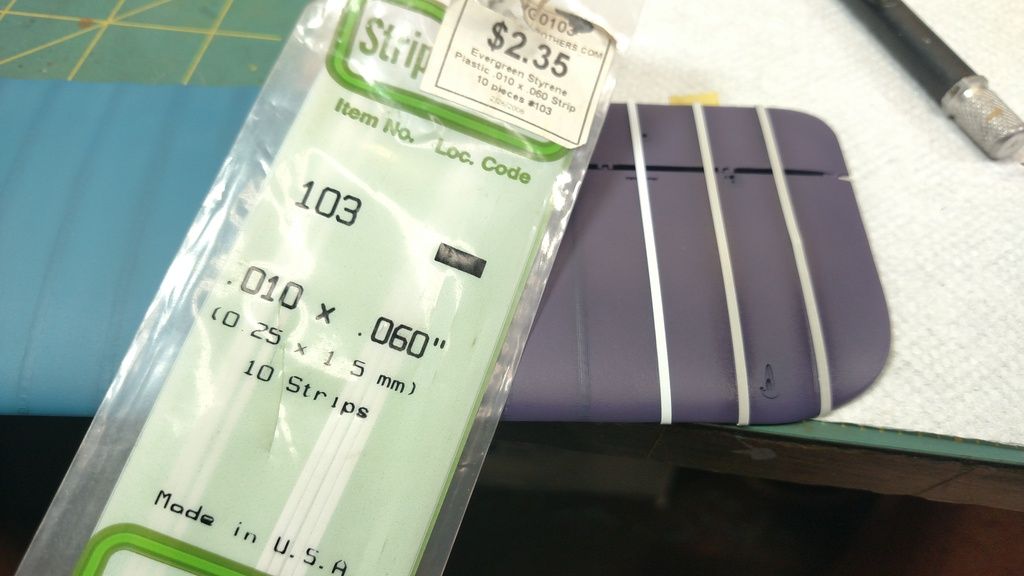 Strip
$2.35
Evergreen Styrene
Plastic .010 x .060 Strip
10 pieces #103
Item No. Loc. Code
103
.010 x .060"
(0.25 x 1.5 mm)
10 Strips
Made in U.S.A